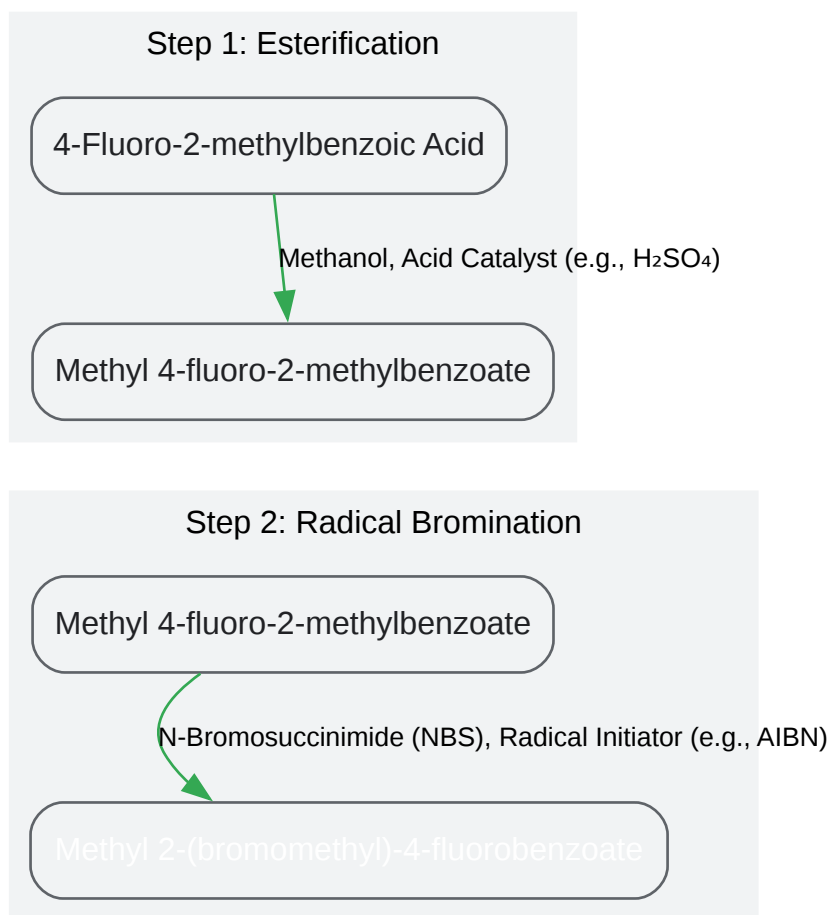 Step 1: Esterification
4-Fluoro-2-methylbenzoic Acid
Methanol, Acid Catalyst (e.g., H₂SO₄)
Methyl 4-fluoro-2-methylbenzoate
Step 2: Radical Bromination
Methyl 4-fluoro-2-methylbenzoate
N-Bromosuccinimide (NBS), Radical Initiator (e.g., AIBN)
Methyl 2-(bromomethyl)-4-fluorobenzoate